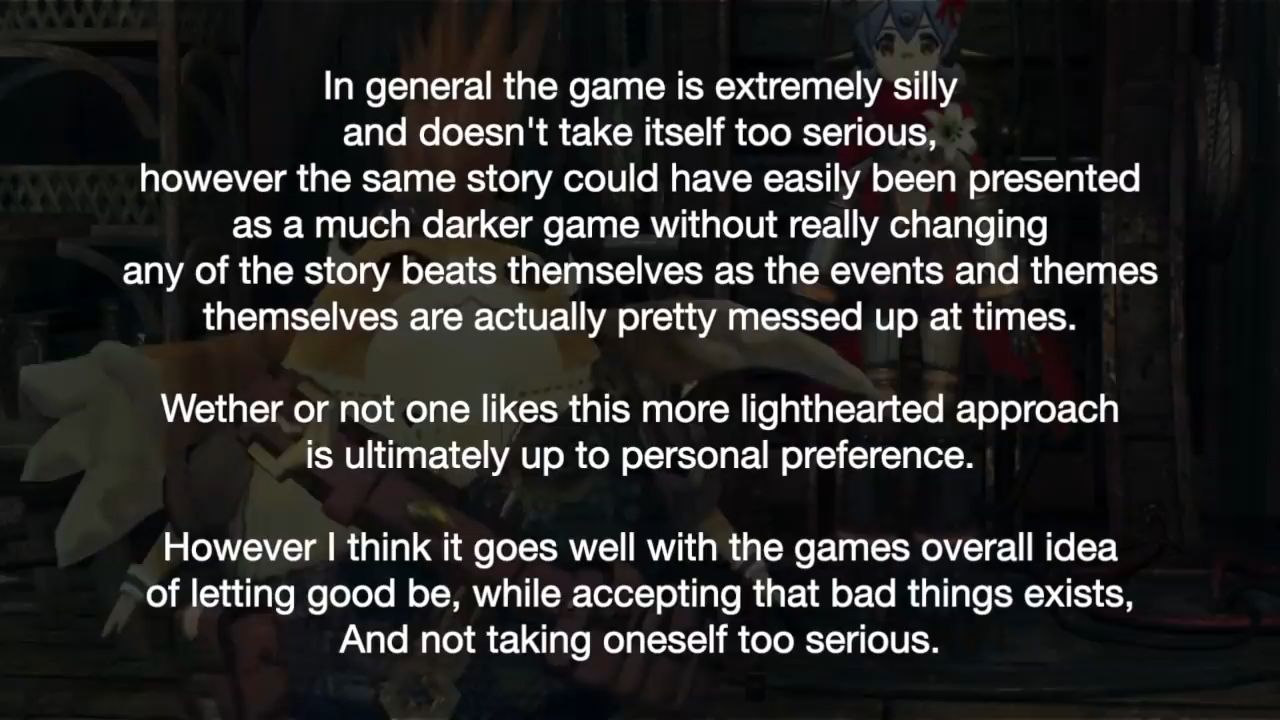 In general the game is extremely silly
and doesn't take itself too serious,
however the same story could have easily been presented
as a much darker game without really changing
any of the story beats themselves as the events and themes
themselves are actually pretty messed up at times.
Wether or not one likes this more lighthearted approach
is ultimately up to personal preference.
However I think it goes well with the games overall idea
of letting good be, while accepting that bad things exists,
And not taking oneself too serious.